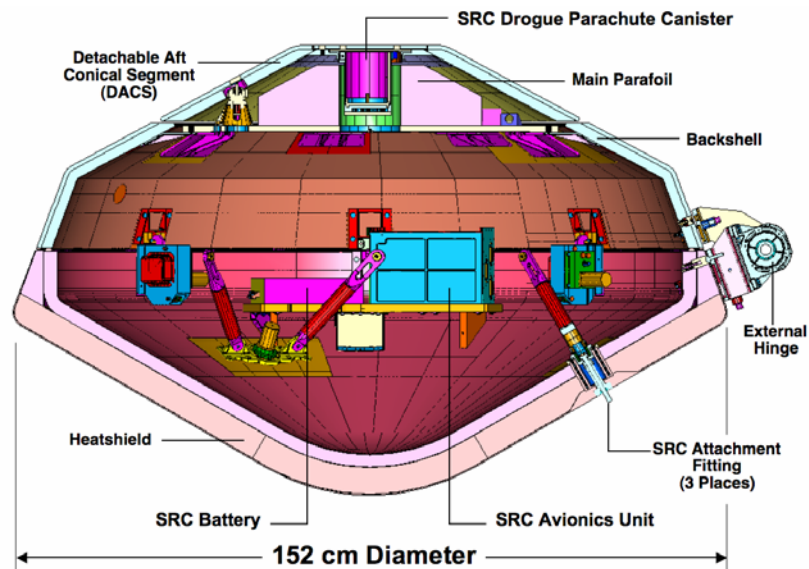 SRC Drogue Parachute Canister
Detachable Aft
Conical Segment
(DACS)
Main Parafoil
Backshell
External
Hinge
Heatshield
SRC Attachment
Fitting
(3 Places)
SRC Battery
SRC Avionics Unit
152 cm Diameter